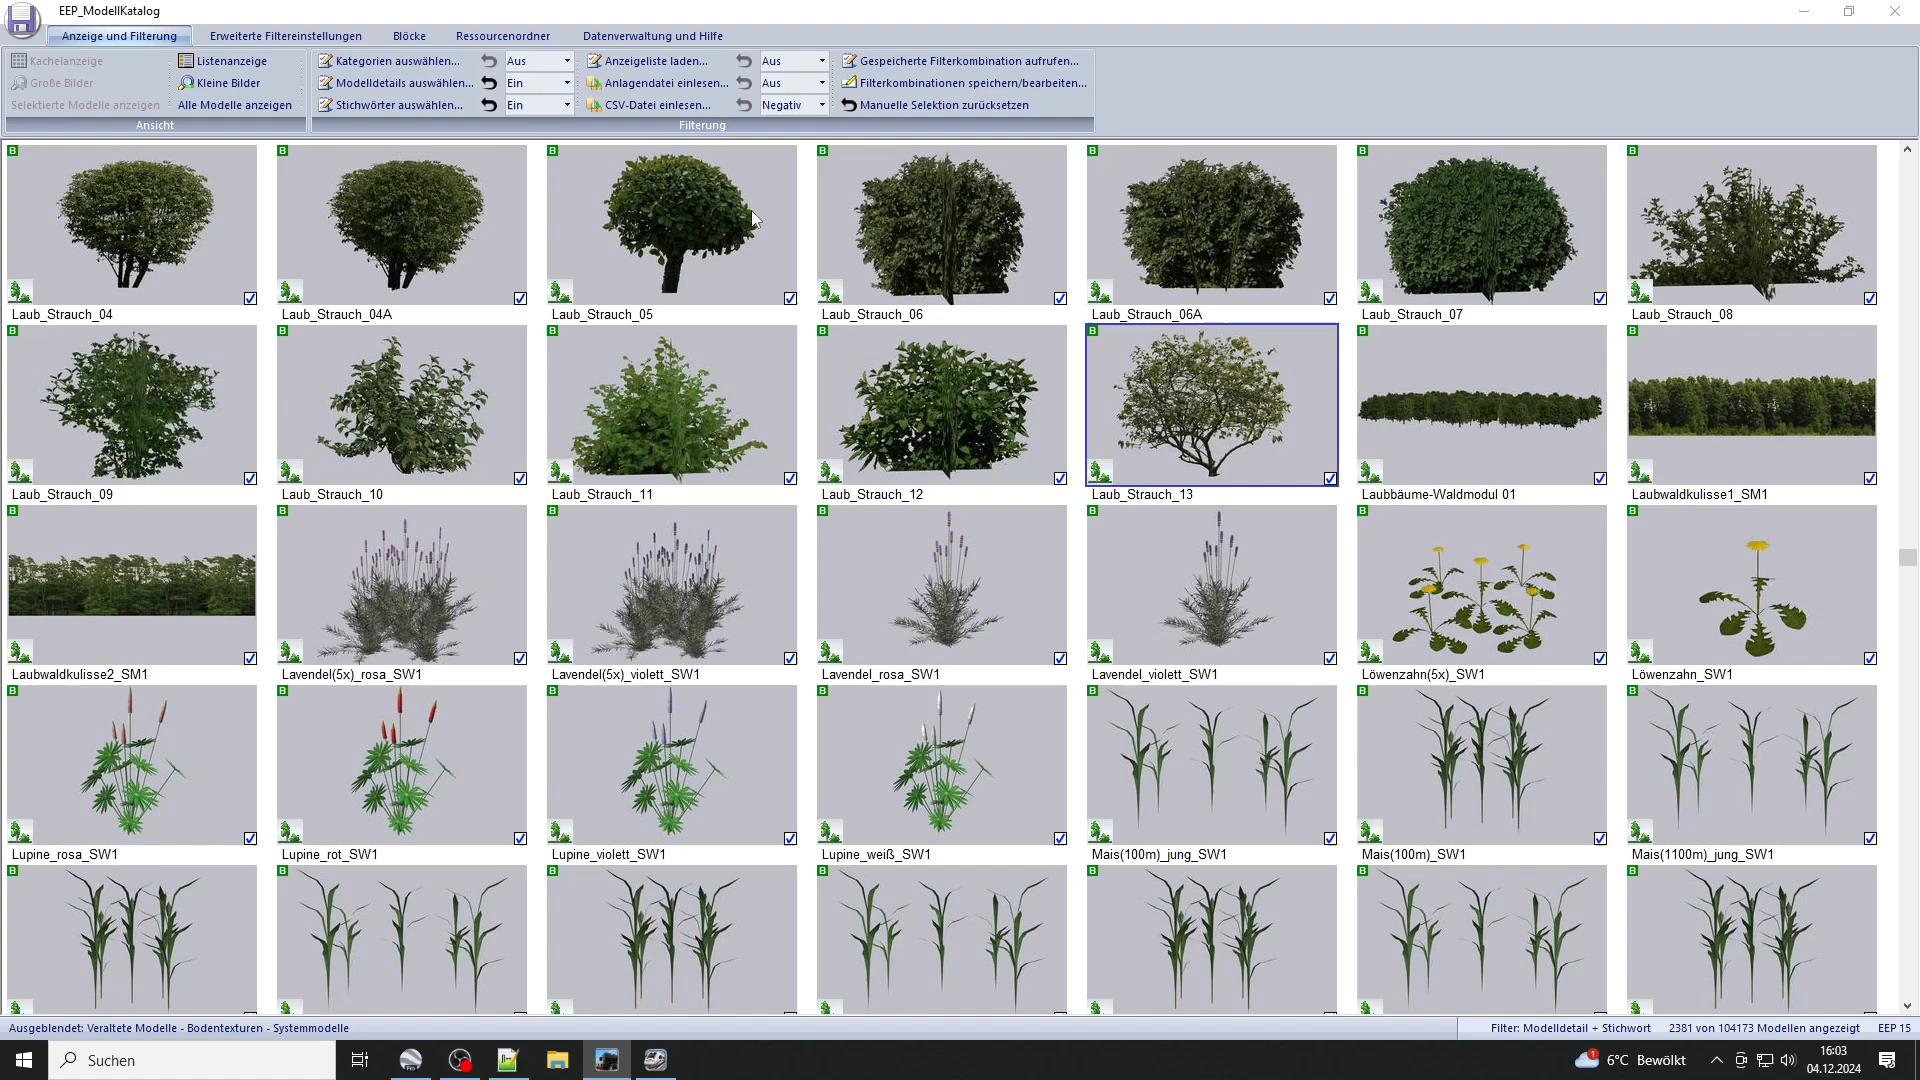 EEP_ModellKatalog
Anzeige und Filterung
Erweiterte Filtereinstellungen
Blöcke
Ressourcenordner
Datenverwaltung und Hilfe
Kachelanzeige
Listenanzeige
Große Bilder
Kleine Bilder
Selektierte Modelle anzeigen
Alle Modelle anzeigen
Ansicht
Kategorien auswählen...
Aus
Anzeigeliste laden...
Aus
Gespeicherte Filterkombination aufrufen...
Modelldetails auswählen...
Ein
Anlagendatei einlesen...
Aus
Filterkombinationen speichern/bearbeiten...
Stichwörter auswählen...
Ein
CSV-Datei einlesen...
Negativ
Manuelle Selektion zurücksetzen
Filterung
B B B B B B B
Laub_Strauch_04
Laub_Strauch_04A
Laub_Strauch_05
Laub_Strauch_06
Laub_Strauch_06A
Laub_Strauch_07
Laub_Strauch_08
B B B B B B B
Laub_Strauch_09
Laub_Strauch_10
Laub_Strauch_11
Laub_Strauch_12
Laub_Strauch_13
Laubbäume-Waldmodul 01
Laubwaldkulisse1_SM1
B B B B B B B
Laubwaldkulisse2_SM1
Lavendel(5x)_rosa_SW1
Lavendel(5x)_violett_SW1
Lavendel_rosa_SW1
Lavendel_violett_SW1
Löwenzahn(5x)_SW1
Löwenzahn_SW1
B B B B B B B
Lupine_rosa_SW1
Lupine_rot_SW1
Lupine_violett_SW1
Lupine_weiß_SW1
Mais(100m)_jung_SW1
Mais(100m)_SW1
Mais(1100m)_jung_SW1
B B B B B B B
Ausgeblendet: Veraltete Modelle - Bodentexturen - Systemmodelle
Filter: Modelldetail + Stichwort
2381 von 104173 Modellen angezeigt
EEP 15
Suchen
1
6°C Bewölkt
16:03
04.12.2024